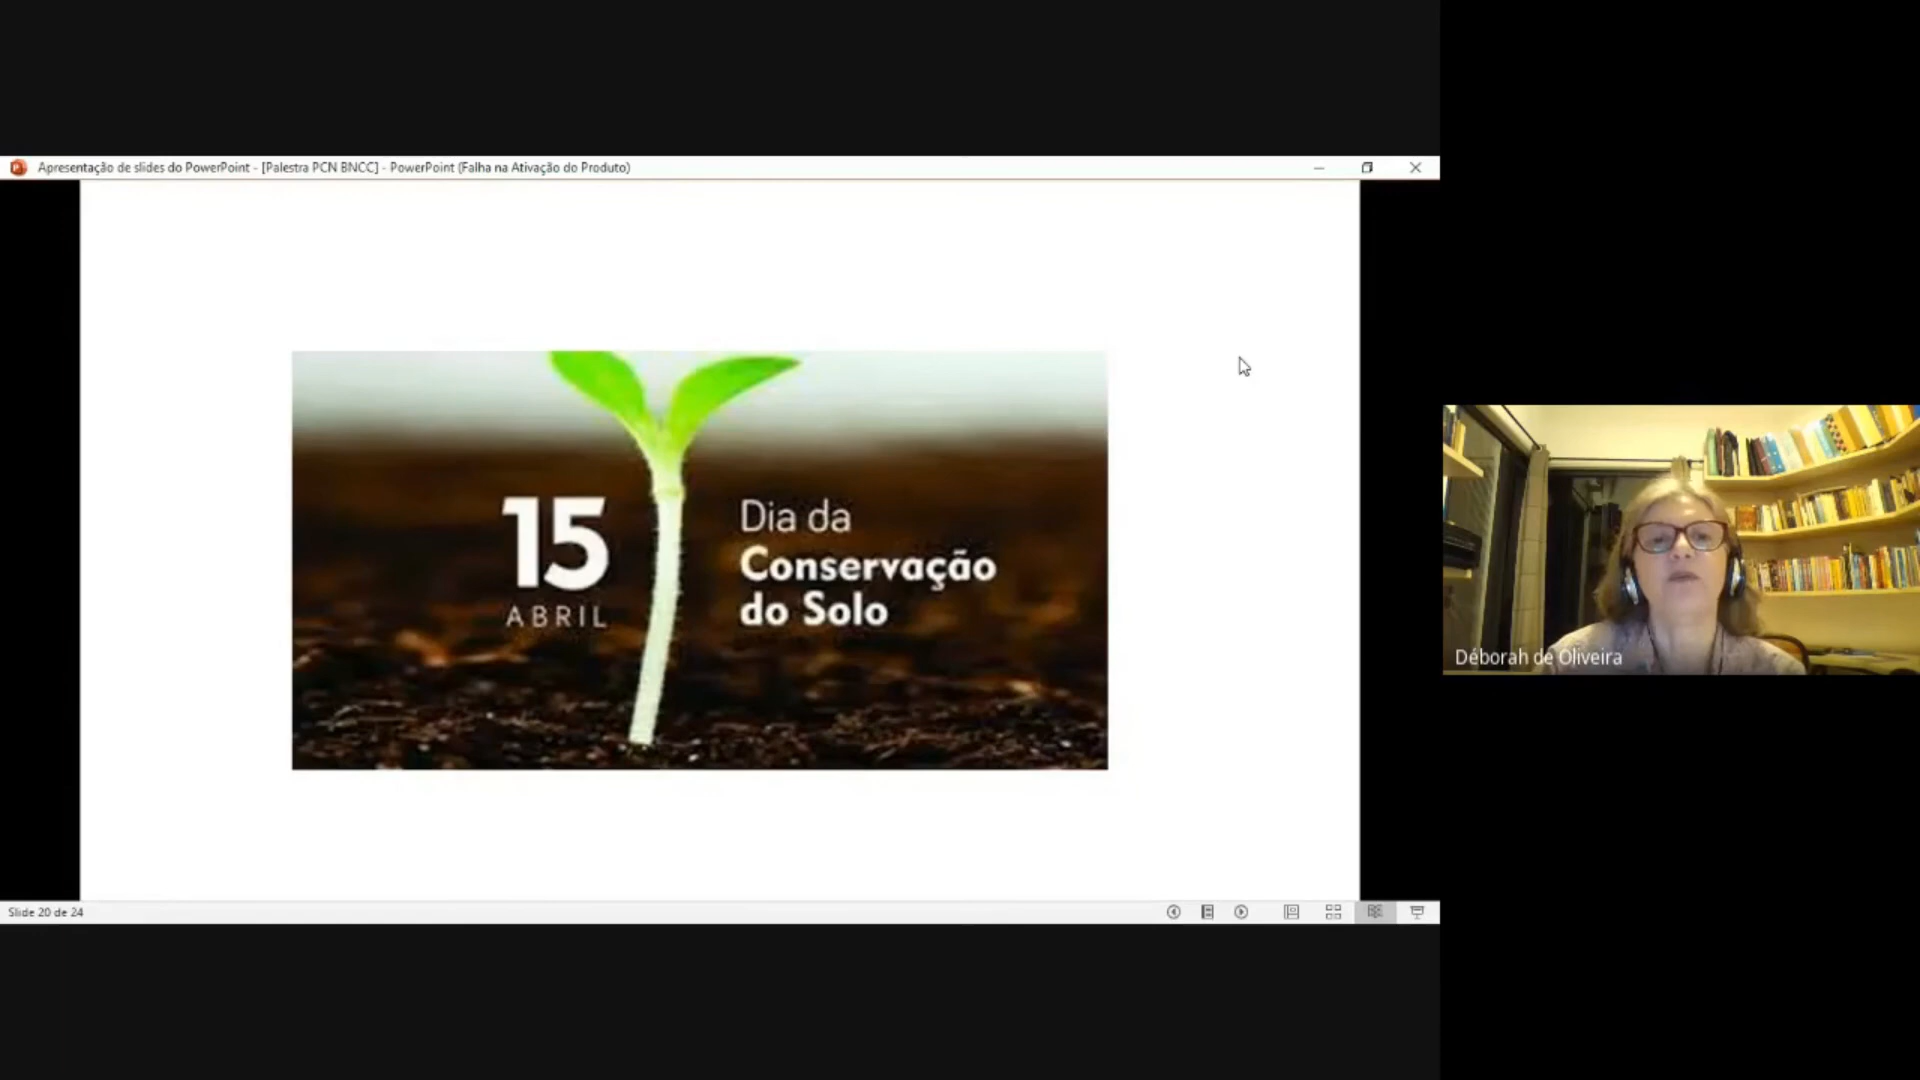 Apresentação de slides do PowerPoint - [Palestra PCN BNCC] - PowerPoint (Falha na Ativação do Produto)
15
ABRIL
Dia da
Conservação
do Solo
Déborah de Oliveira
Slide 20 de 24